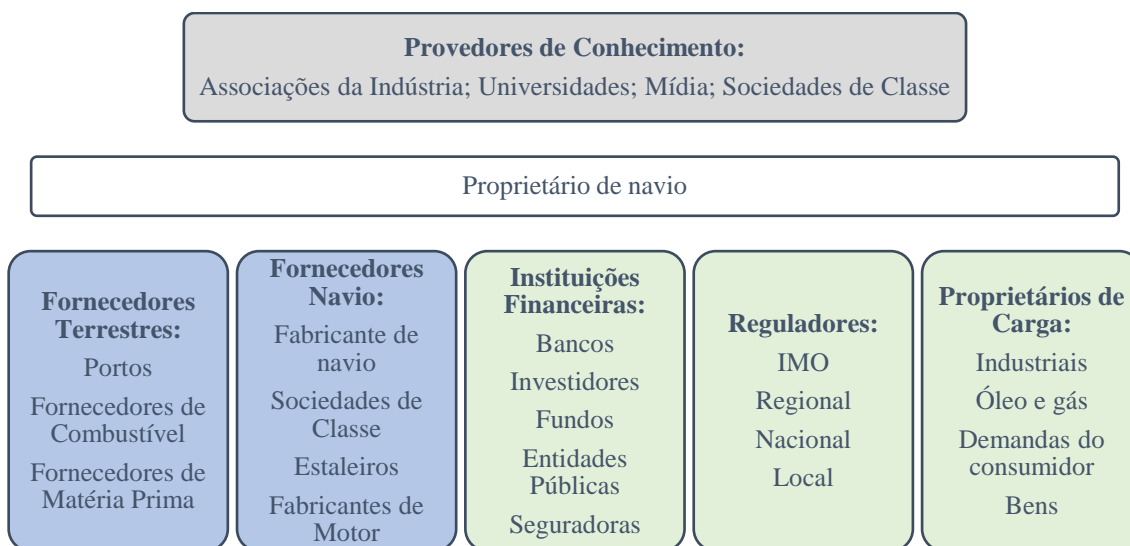 Provedores de Conhecimento:
Associações da Indústria; Universidades; Mídia; Sociedades de Classe
Proprietário de navio
Fornecedores
Terrestres:
Portos
Fornecedores de
Combustível
Fornecedores de
Matéria Prima
Fornecedores
Navio:
Fabricante de
navio
Sociedades de
Classe
Estaleiros
Fabricantes de
Motor
Instituições
Financeiras:
Bancos
Investidores
Fundos
Entidades
Públicas
Seguradoras
Reguladores:
IMO
Regional
Nacional
Local
Proprietários de
Carga:
Industriais
Óleo e gás
Demandas do
consumidor
Bens